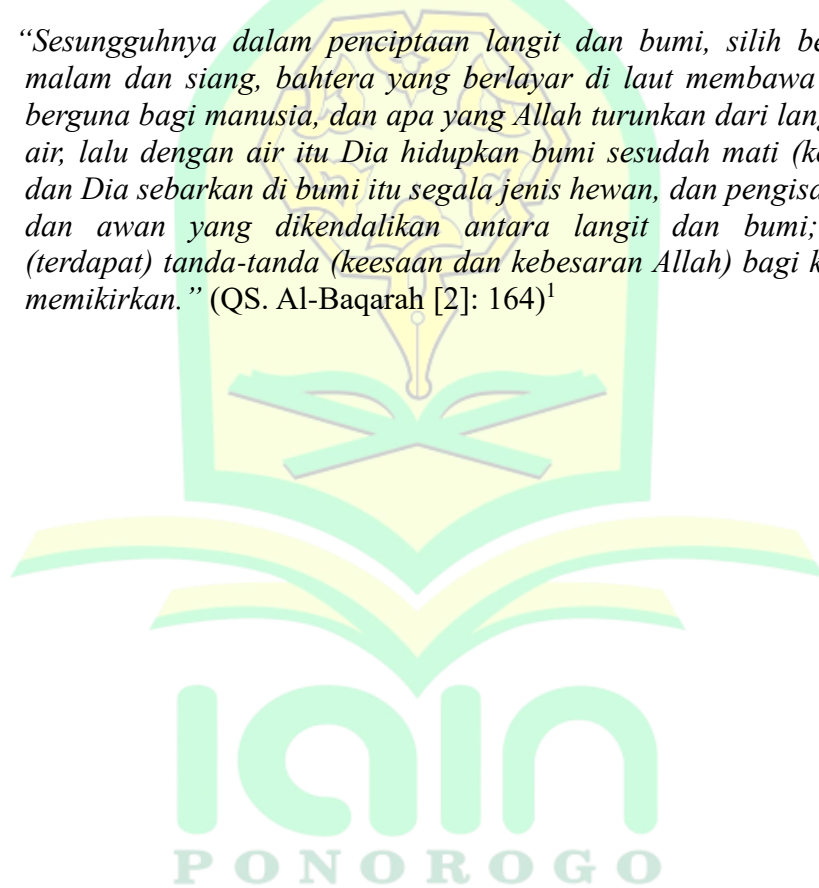 “Sesungguhnya dalam penciptaan langit dan bumi, silih be
malam dan siang, bahtera yang berlayar di laut membawa
berguna bagi manusia, dan apa yang Allah turunkan dari lang
air, lalu dengan air itu Dia hidupkan bumi sesudah mati (ke
dan Dia sebarkan di bumi itu segala jenis hewan, dan pengisa
dan awan yang dikendalikan antara langit dan bumi;
(terdapat) tanda-tanda (keesaan dan kebesaran Allah) bagi k
memikirkan.” (QS. Al-Baqarah [2]: 164)¹
iain
PONOROGO